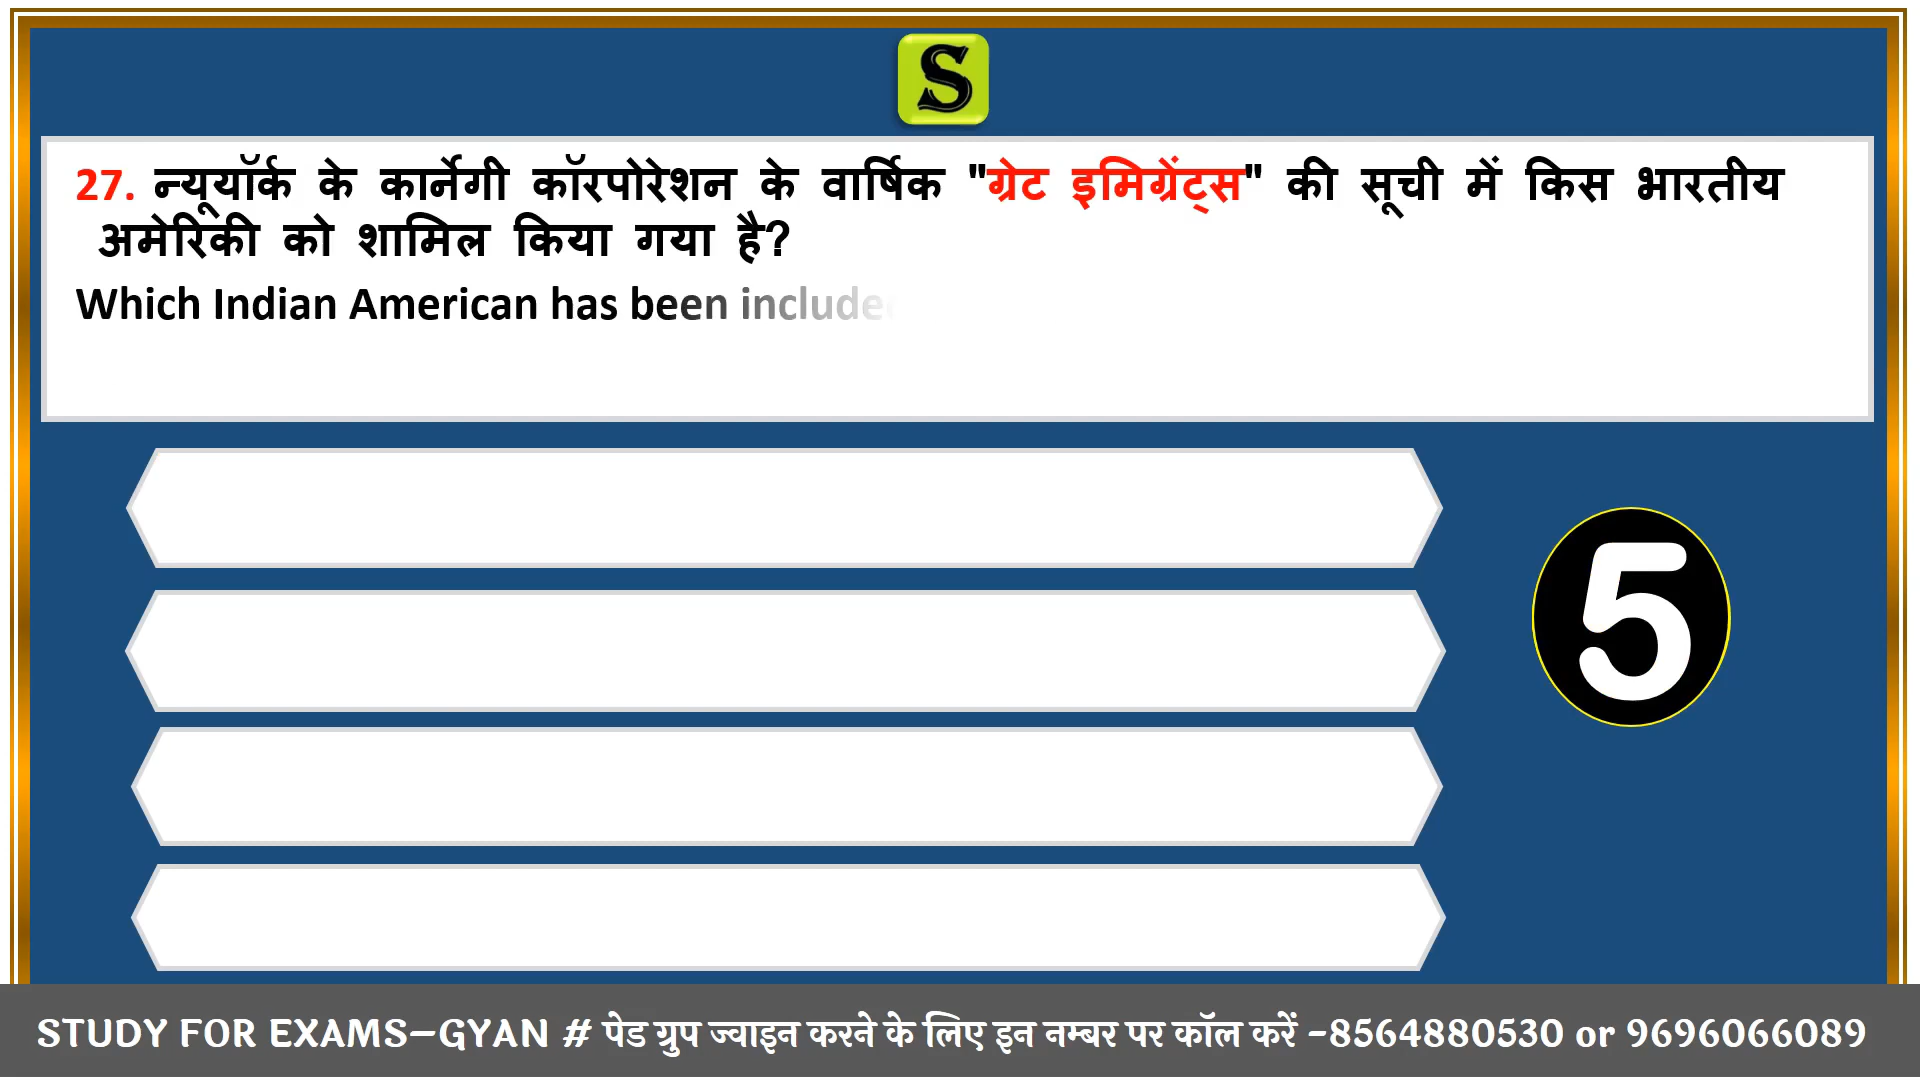 S
27. न्यूयॉर्क के कार्नेगी कॉरपोरेशन के वार्षिक "ग्रेट इमिग्रेंट्स" की सूची में किस भारतीय
अमेरिकी को शामिल किया गया है?
Which Indian American has been include
5
STUDY FOR EXAMS–GYAN # पेड ग्रुप ज्वाइन करने के लिए इन नम्बर पर कॉल करें -8564880530 or 9696066089